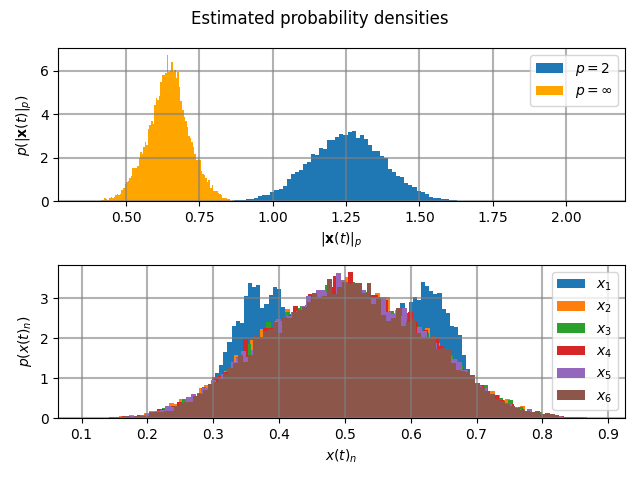 Estimated probability densities
6
4
2
0
p(|x(t)|ₚ)
p = 2
p = ∞
0.50 0.75 1.00 1.25 1.50 1.75 2.00
|x(t)|ₚ
3
2
1
0
p(x(t)ₙ)
x₁
x₂
x₃
x₄
x₅
x₆
0.1 0.2 0.3 0.4 0.5 0.6 0.7 0.8 0.9
x(t)ₙ